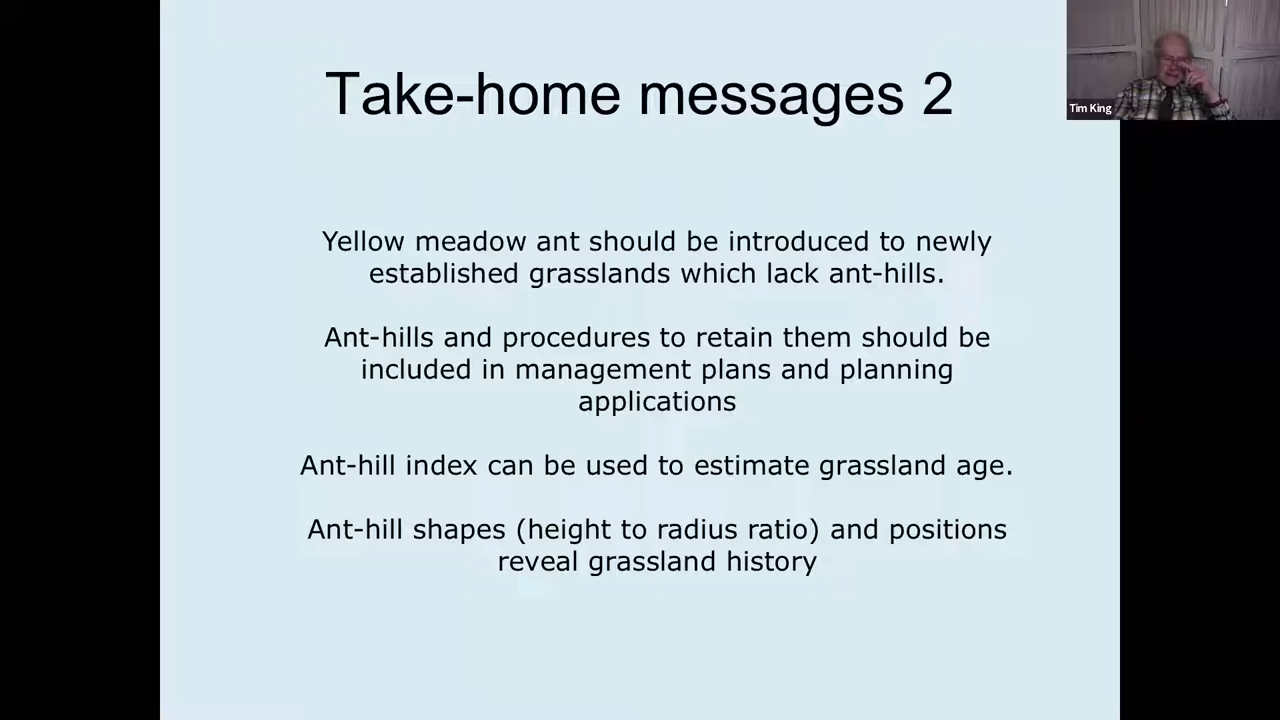 Take-home messages 2
Tim King
Yellow meadow ant should be introduced to newly
established grasslands which lack ant-hills.
Ant-hills and procedures to retain them should be
included in management plans and planning
applications
Ant-hill index can be used to estimate grassland age.
Ant-hill shapes (height to radius ratio) and positions
reveal grassland history